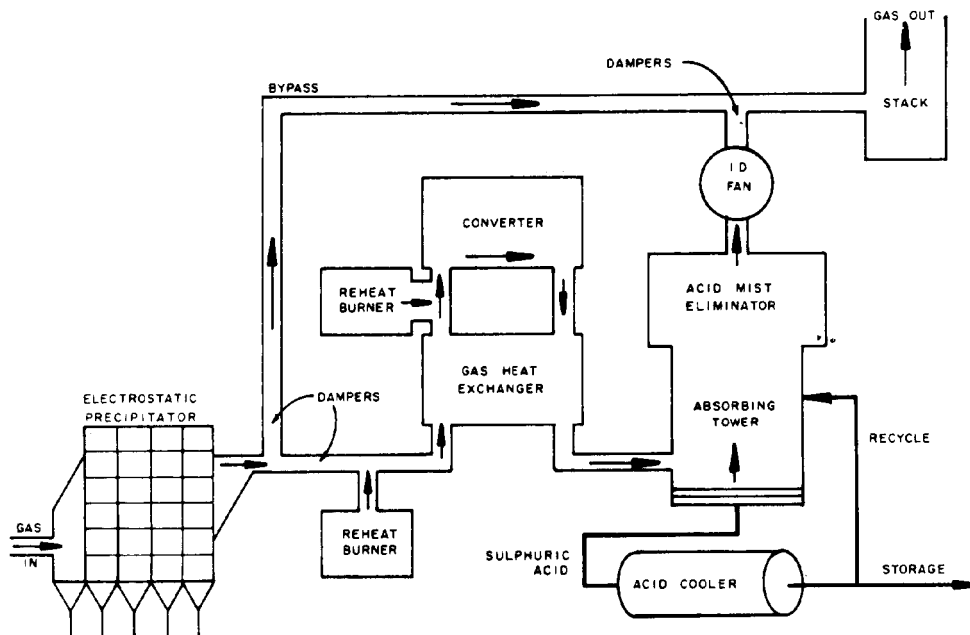 GAS OUT
DAMPERS
BYPASS
STACK
I D
FAN
CONVERTER
REHEAT
BURNER
ACID MIST
ELIMINATOR
GAS HEAT
EXCHANGER
ELECTROSTATIC
PRECIPITATOR
DAMPERS
ABSORBING
TOWER
RECYCLE
GAS
IN
REHEAT
BURNER
SULPHURIC
ACID
ACID COOLER
STORAGE